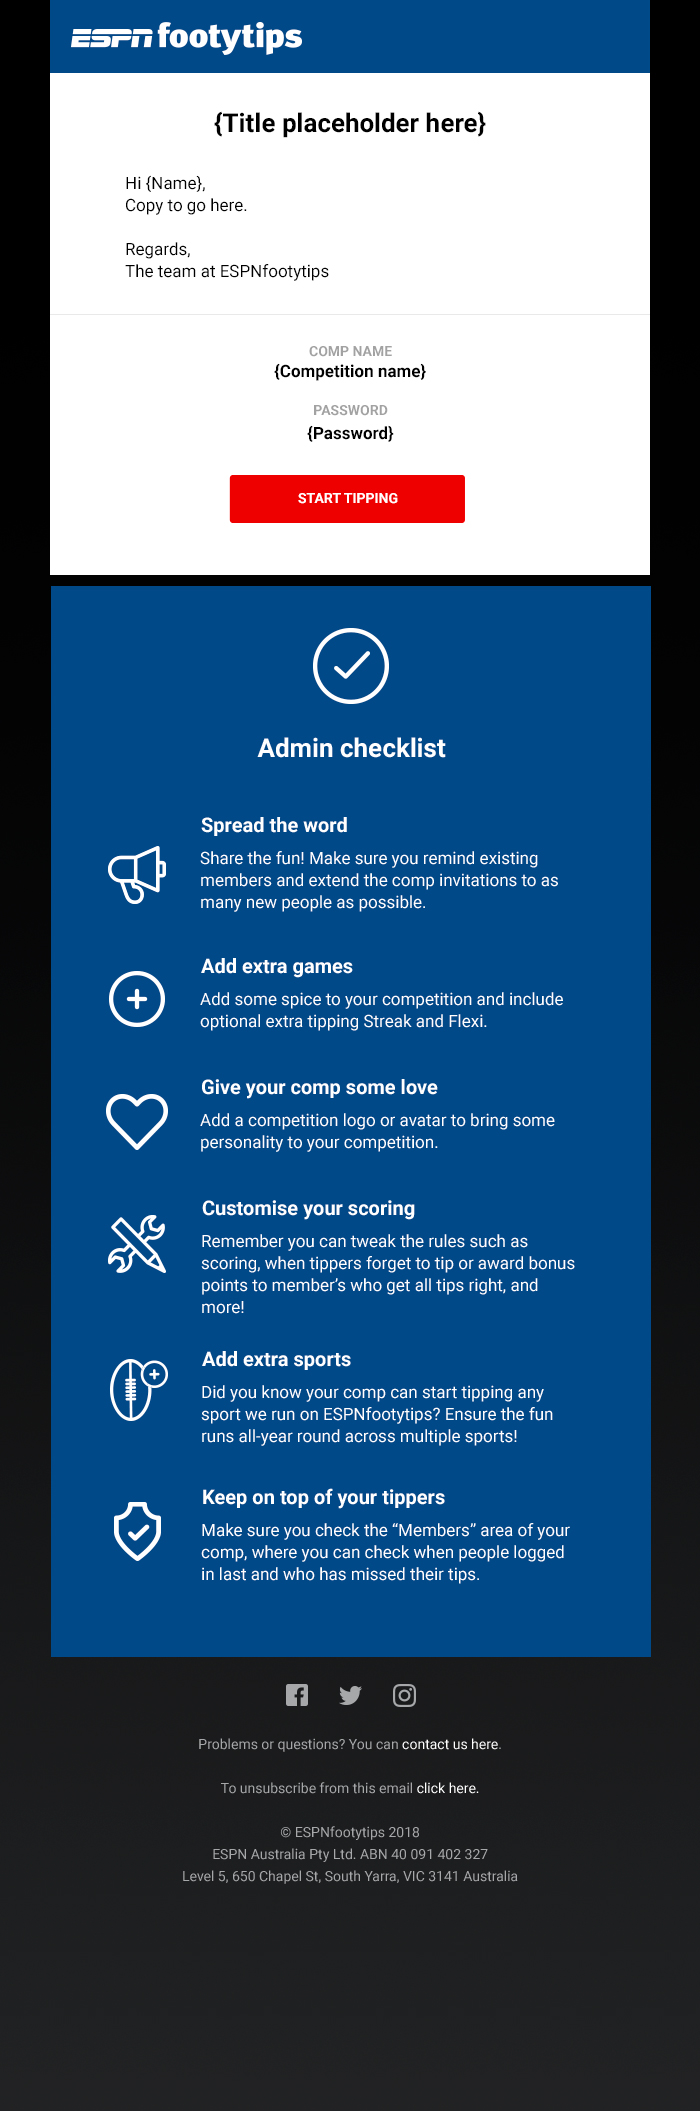 ESPN footytips
{Title placeholder here}
Hi {Name},
Copy to go here.
Regards,
The team at ESPNfootytips
COMP NAME
{Competition name}
PASSWORD
{Password}
START TIPPING
Admin checklist
Spread the word
Share the fun! Make sure you remind existing
members and extend the comp invitations to as
many new people as possible.
Add extra games
Add some spice to your competition and include
optional extra tipping Streak and Flexi.
Give your comp some love
Add a competition logo or avatar to bring some
personality to your competition.
Customise your scoring
Remember you can tweak the rules such as
scoring, when tippers forget to tip or award bonus
points to member’s who get all tips right, and
more!
Add extra sports
Did you know your comp can start tipping any
sport we run on ESPNfootytips? Ensure the fun
runs all-year round across multiple sports!
Keep on top of your tippers
Make sure you check the “Members” area of your
comp, where you can check when people logged
in last and who has missed their tips.
Problems or questions? You can contact us here.
To unsubscribe from this email click here.
© ESPNfootytips 2018
ESPN Australia Pty Ltd. ABN 40 091 402 327
Level 5, 650 Chapel St, South Yarra, VIC 3141 Australia